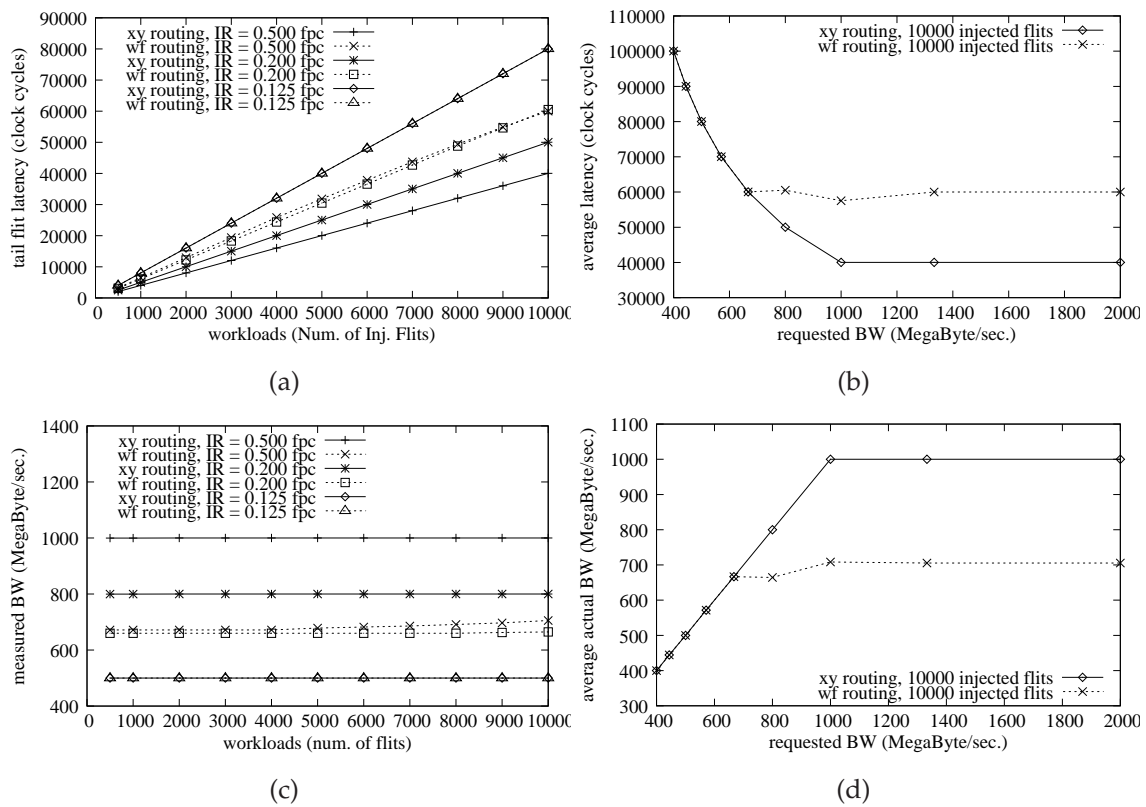 90000
80000
70000
60000
50000
40000
30000
20000
10000
0
tail flit latency (clock cycles)
xy routing, IR = 0.500 fpc
wf routing, IR = 0.500 fpc
xy routing, IR = 0.200 fpc
wf routing, IR = 0.200 fpc
xy routing, IR = 0.125 fpc
wf routing, IR = 0.125 fpc
0 1000 2000 3000 4000 5000 6000 7000 8000 9000 10000
workloads (Num. of Inj. Flits)
(a)
110000
100000
90000
80000
70000
60000
50000
40000
30000
average latency (clock cycles)
xy routing, 10000 injected flits
wf routing, 10000 injected flits
400 600 800 1000 1200 1400 1600 1800 2000
requested BW (MegaByte/sec.)
(b)
1400
1200
1000
800
600
400
measured BW (MegaByte/sec.)
xy routing, IR = 0.500 fpc
wf routing, IR = 0.500 fpc
xy routing, IR = 0.200 fpc
wf routing, IR = 0.200 fpc
xy routing, IR = 0.125 fpc
wf routing, IR = 0.125 fpc
0 1000 2000 3000 4000 5000 6000 7000 8000 9000 10000
workloads (num. of flits)
(c)
1100
1000
900
800
700
600
500
400
300
average actual BW (MegaByte/sec.)
xy routing, 10000 injected flits
wf routing, 10000 injected flits
400 600 800 1000 1200 1400 1600 1800 2000
requested BW (MegaByte/sec.)
(d)